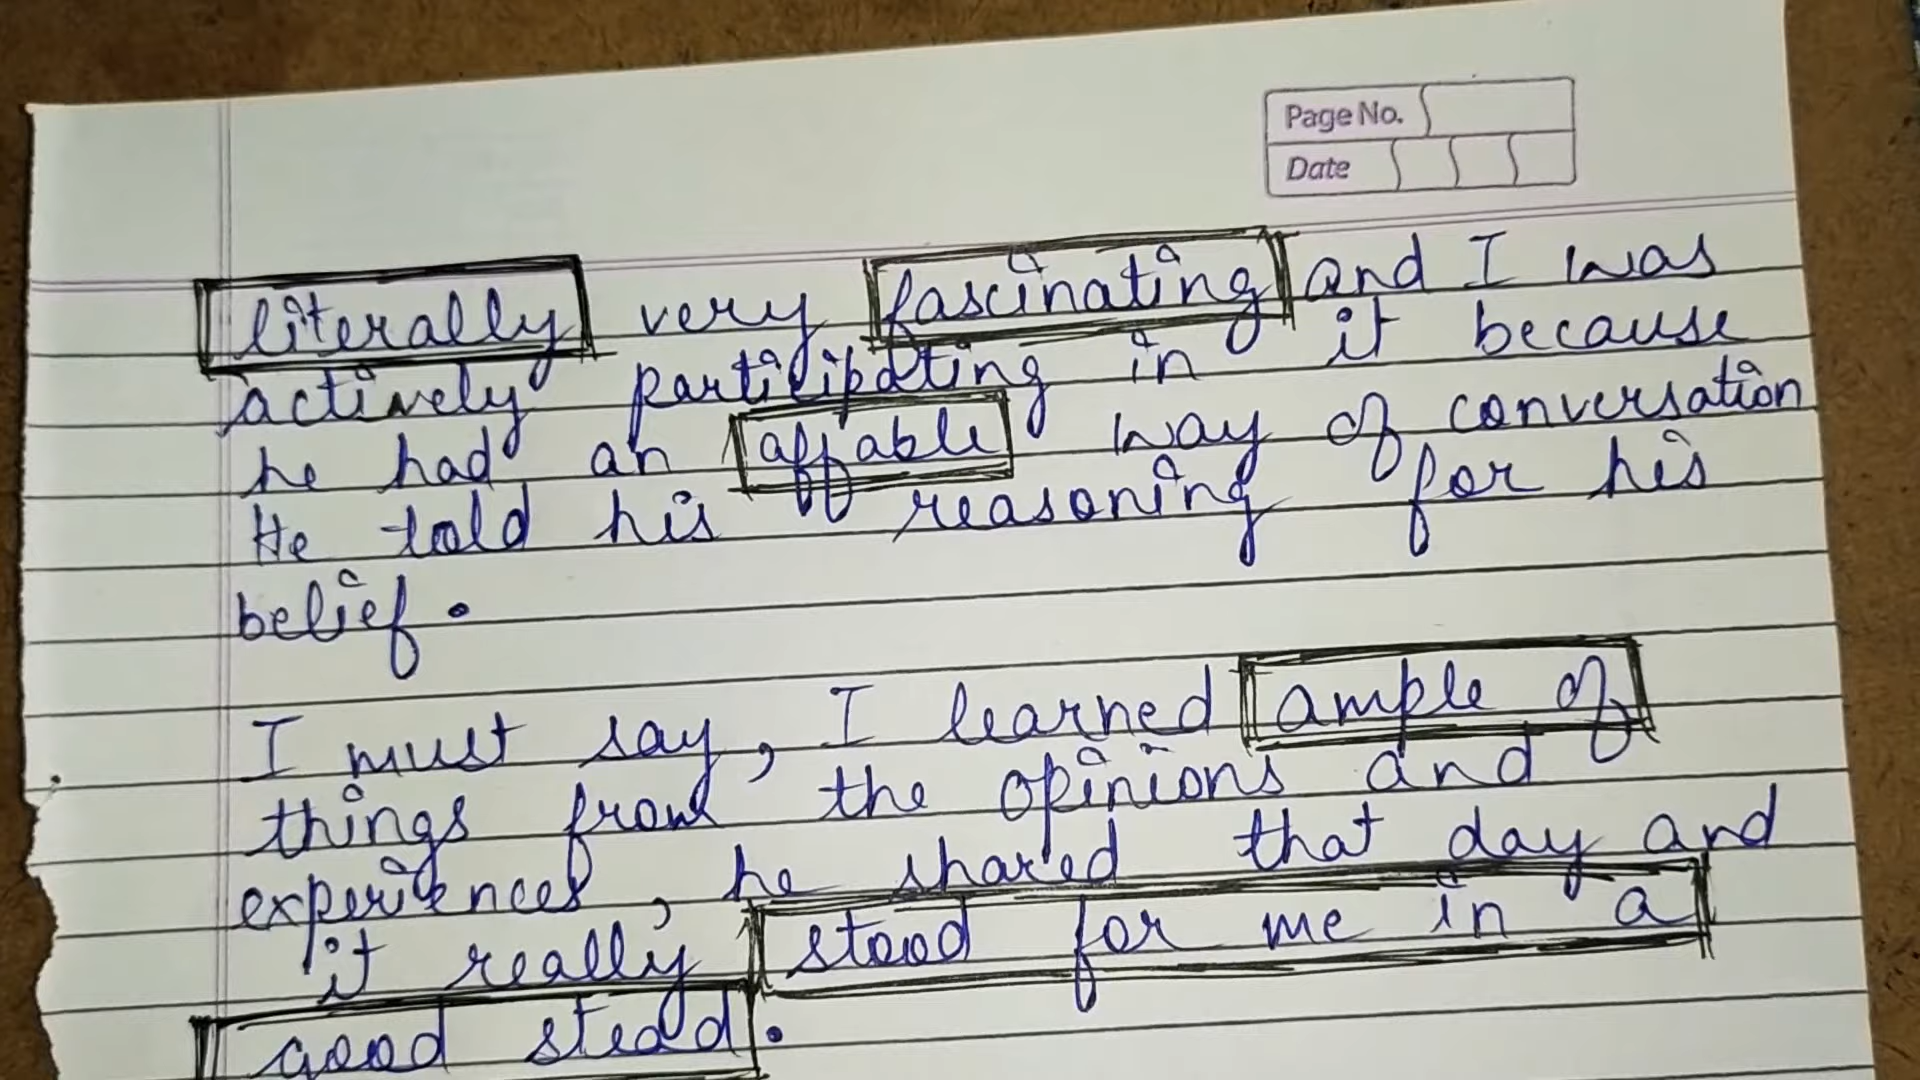 Page No.
Date
literally very fascinating and I was
actively participating in it because
he had an affable way of conversation
He told his reasoning for his
belief.
I must say, I learned ample of
things from the opinions and
experiences, he shared that day and
it really stood for me in a
good stead.